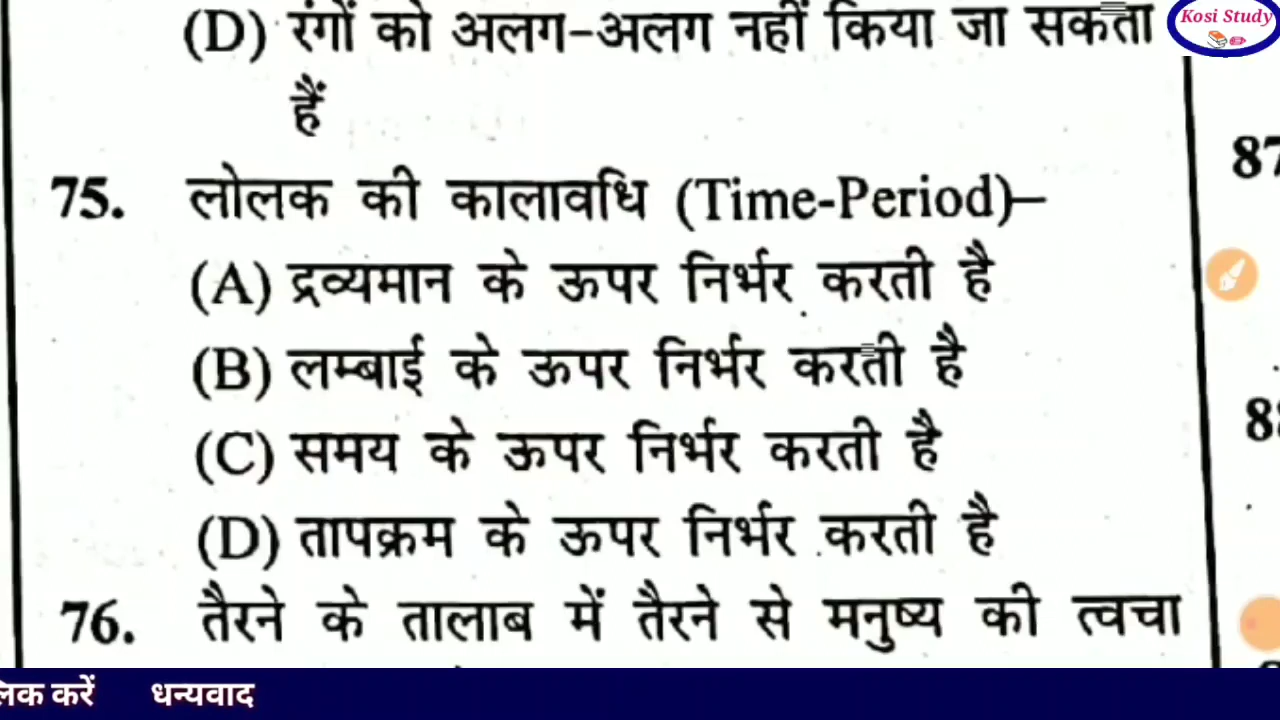 (D) रंगों को अलग-अलग नहीं किया जा सकता
हैं
Kosi Study
75. लोलक की कालावधि (Time-Period)–
(A) द्रव्यमान के ऊपर निर्भर करती है
(B) लम्बाई के ऊपर निर्भर करती है
(C) समय के ऊपर निर्भर करती है
(D) तापक्रम के ऊपर निर्भर करती है
76. तैरने के तालाब में तैरने से मनुष्य की त्वचा
87
करें धन्यवाद